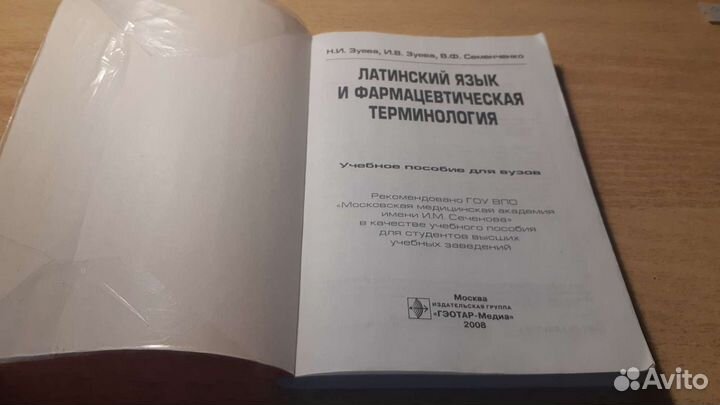 Н.И. Зуева, И.В. Зуева, В.Ф. Семенченко
ЛАТИНСКИЙ ЯЗЫК
И ФАРМАЦЕВТИЧЕСКАЯ
ТЕРМИНОЛОГИЯ
Учебное пособие для вузов
Рекомендовано ГОУ ВПО
«Московская медицинская академия
имени И.М. Сеченова»
в качестве учебного пособия
для студентов высших
учебных заведений
Москва
ИЗДАТЕЛЬСКАЯ ГРУППА
«ГЭОТАР-Медиа»
2008
Avito